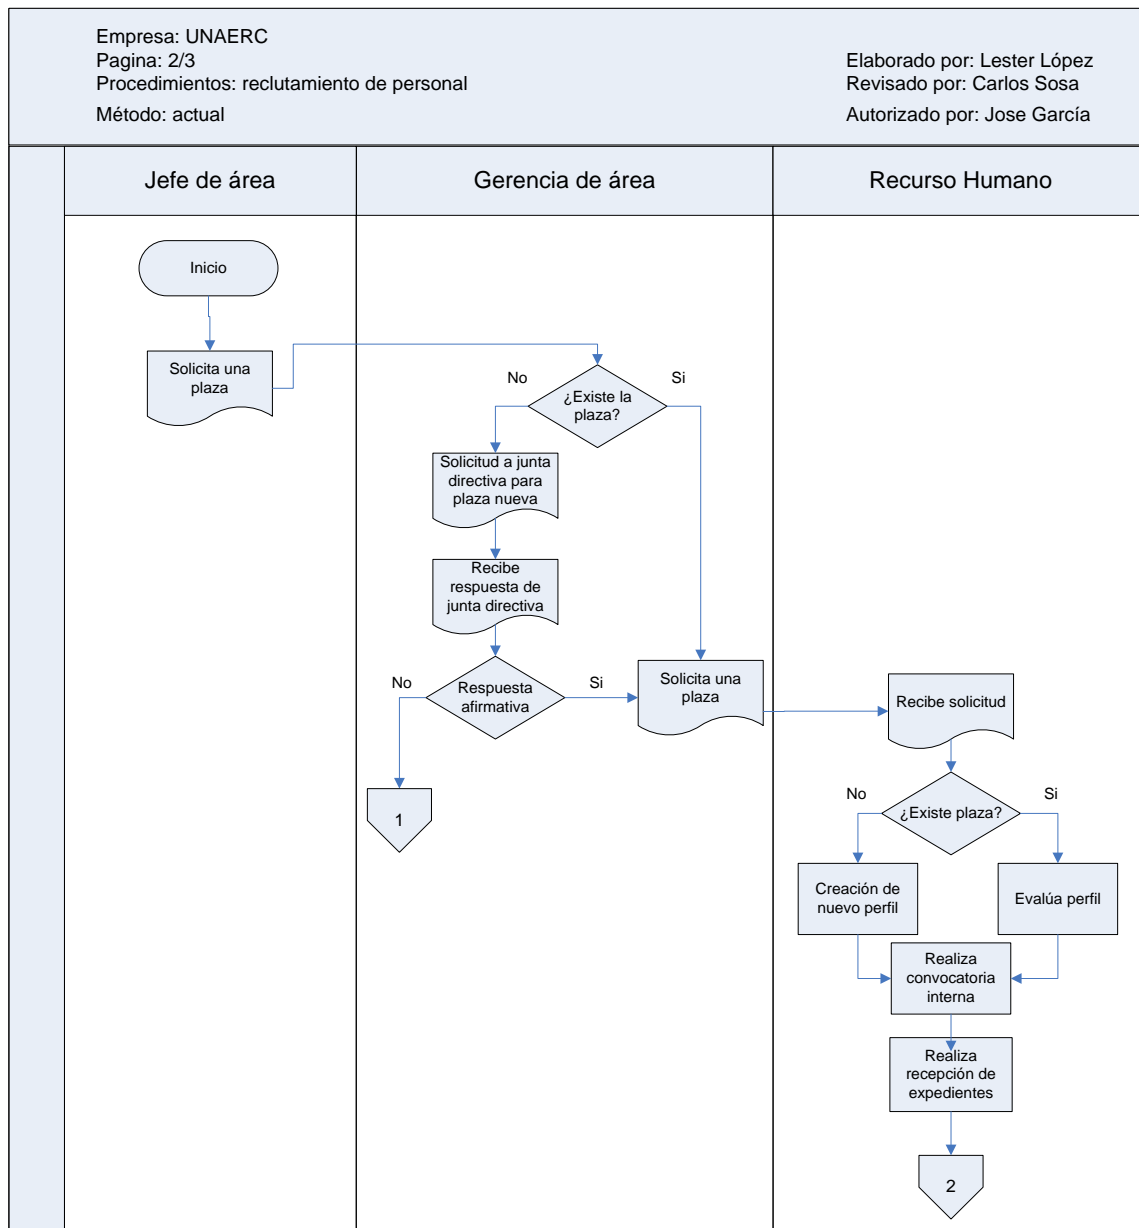 Empresa: UNAERC
Pagina: 2/3
Procedimientos: reclutamiento de personal
Método: actual
Elaborado por: Lester López
Revisado por: Carlos Sosa
Autorizado por: Jose García
Jefe de área
Gerencia de área
Recurso Humano
Inicio
Solicita una
plaza
No
Si
¿Existe la
plaza?
Solicitud a junta
directiva para
plaza nueva
Recibe
respuesta de
junta directiva
No
Respuesta
afirmativa
Si
Solicita una
plaza
1
Recibe solicitud
No
Si
¿Existe plaza?
Creación de
nuevo perfil
Evalúa perfil
Realiza
convocatoria
interna
Realiza
recepción de
expedientes
2